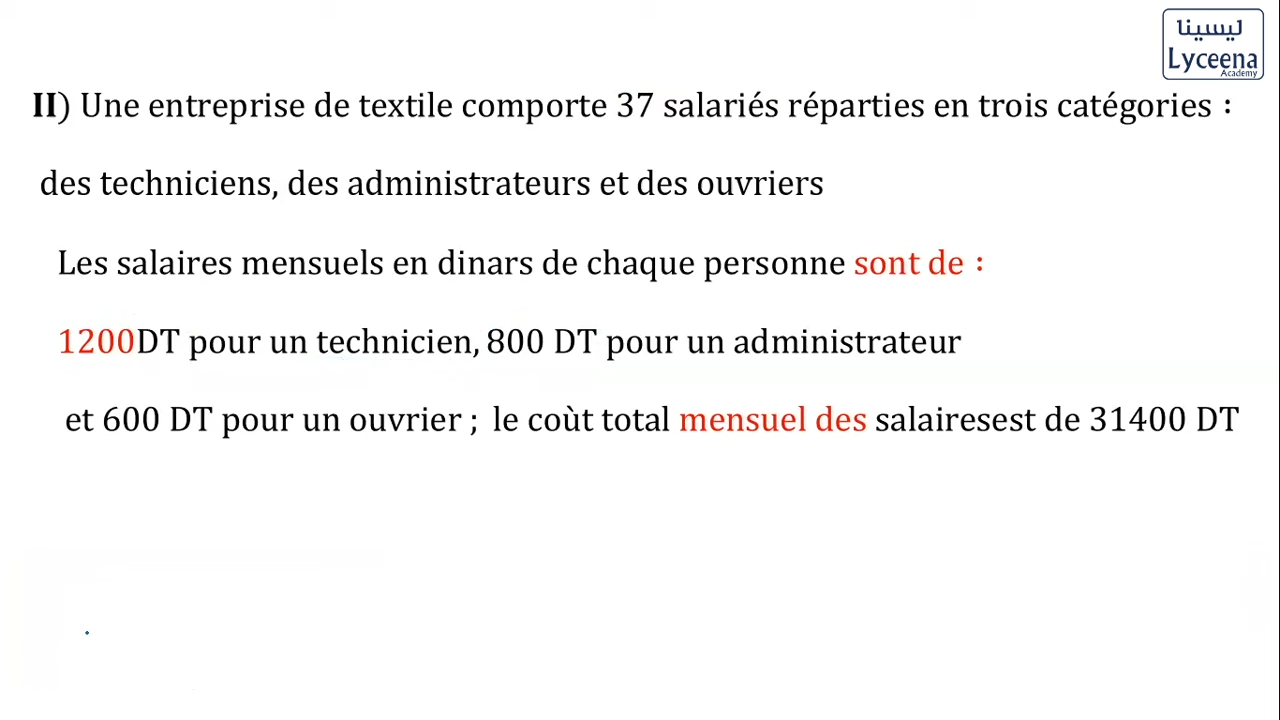 ليسينا
Lyceena
Academy
II) Une entreprise de textile comporte 37 salariés réparties en trois catégories :
des techniciens, des administrateurs et des ouvriers
Les salaires mensuels en dinars de chaque personne sont de :
1200DT pour un technicien, 800 DT pour un administrateur
et 600 DT pour un ouvrier ; le coùt total mensuel des salairesest de 31400 DT